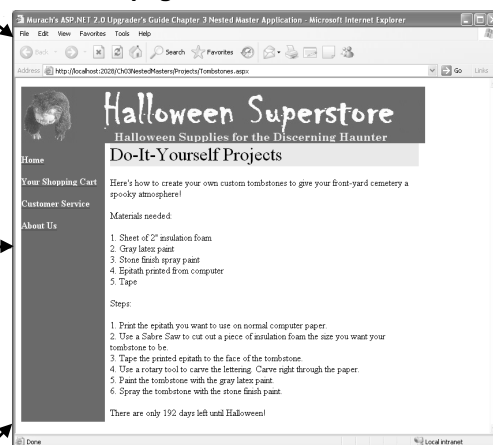 Murach's ASP.NET 2.0 Upgrader's Guide Chapter 3 Nested Master Application - Microsoft Internet Explorer
File Edit View Favorites Tools Help
Back Search Favorites
Address http://localhost:2028/Ch03NestedMasters/Projects/Tombstones.aspx Go Links
Halloween Superstore
Halloween Supplies for the Discerning Haunter
Home
Your Shopping Cart
Customer Service
About Us
Do-It-Yourself Projects
Here's how to create your own custom tombstones to give your front-yard cemetery a
spooky atmosphere!
Materials needed:
1. Sheet of 2" insulation foam
2. Gray latex paint
3. Stone finish spray paint
4. Epitath printed from computer
5. Tape
Steps:
1. Print the epitath you want to use on normal computer paper.
2. Use a Sabre Saw to cut out a piece of insulation foam the size you want your
tombstone to be.
3. Tape the printed epitath to the face of the tombstone.
4. Use a rotary tool to carve the lettering. Carve right through the paper.
5. Paint the tombstone with the gray latex paint.
6. Spray the tombstone with the stone finish paint.
There are only 192 days left until Halloween!
Done Local intranet